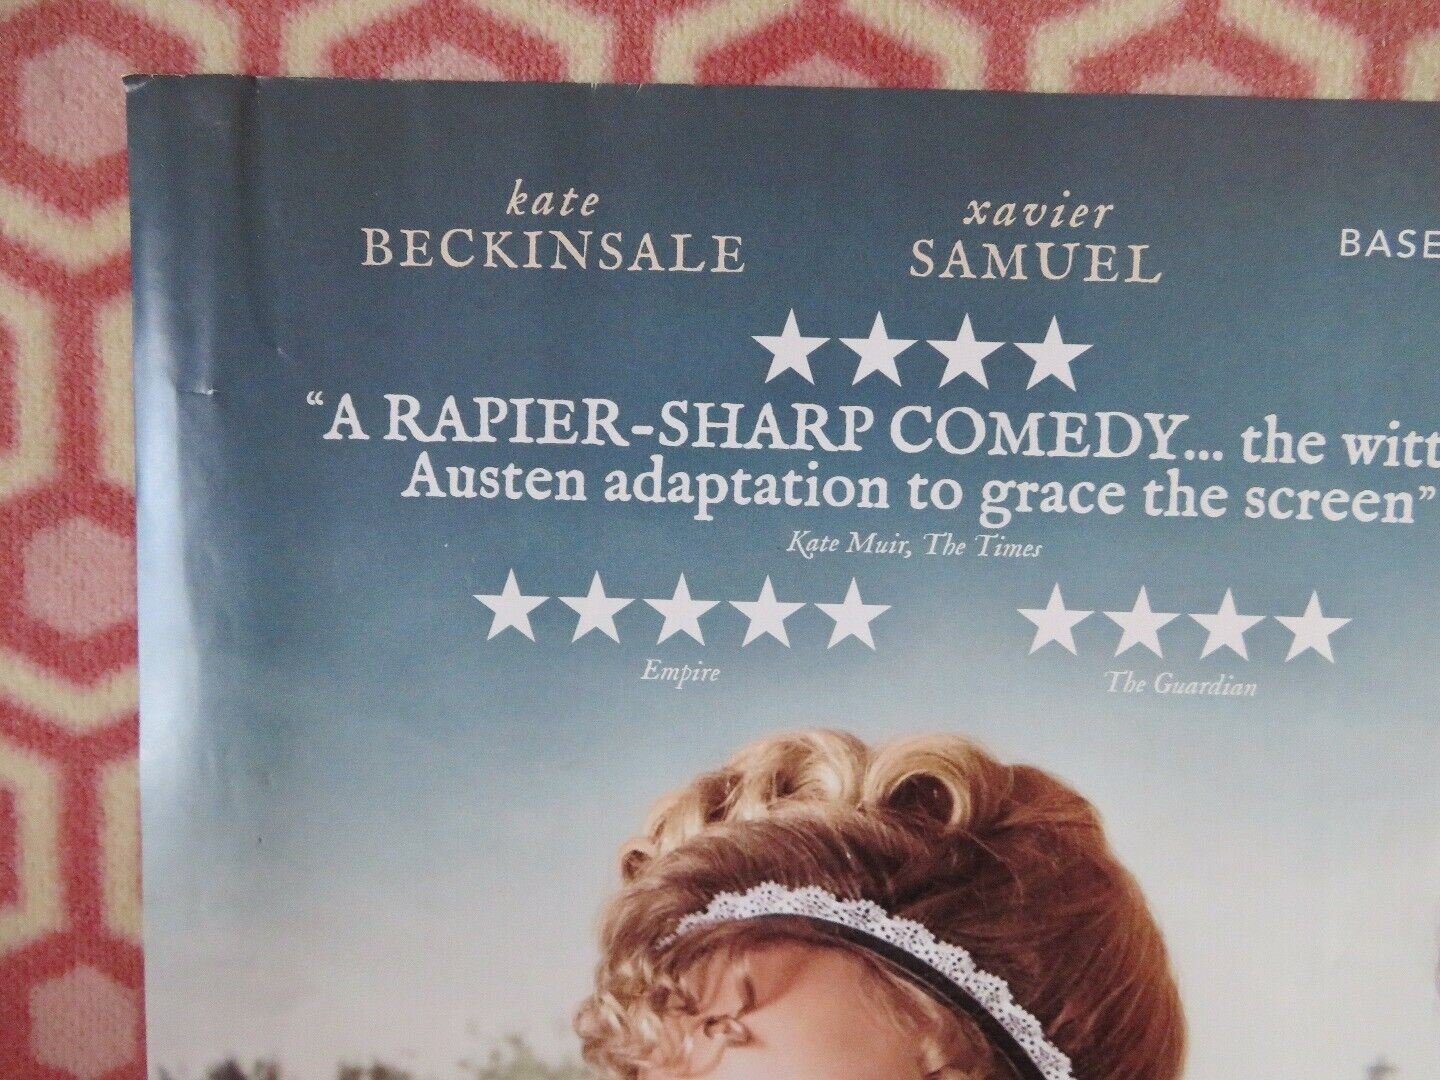 kate xavier
BECKINSALE SAMUEL
“A RAPIER-SHARP COMEDY... the
Austen adaptation to grace the screen”
Kate Muir, The Times
Empire The Guardian